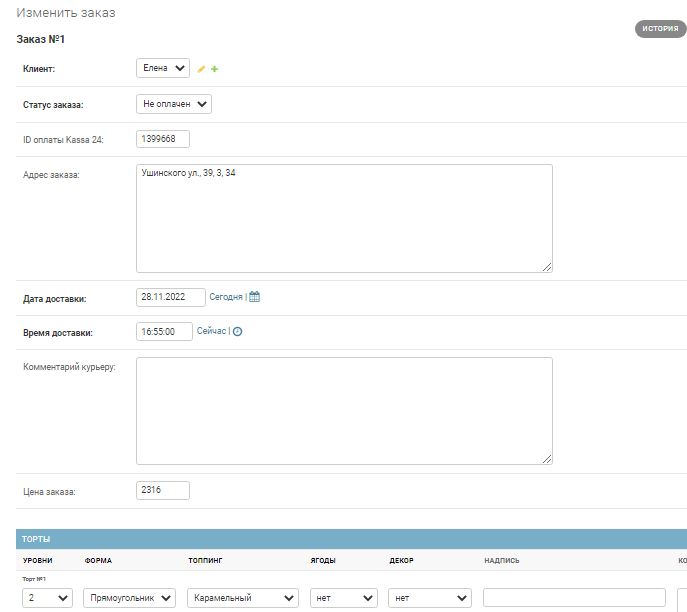 Изменить заказ
ИСТОРИЯ
Заказ №1
Клиент: Елена
Статус заказа: Не оплачен
ID оплаты Kassa 24: 1399668
Адрес заказа: Ушинского ул., 39, 3, 34
Дата доставки: 28.11.2022 Сегодня |
Время доставки: 16:55:00 Сейчас |
Комментарий курьеру:
Цена заказа: 2316
ТОРТЫ
УРОВНИ ФОРМА ТОППИНГ ЯГОДЫ ДЕКОР НАДПИСЬ КО
Торт №1
2 Прямоугольник Карамельный нет нет